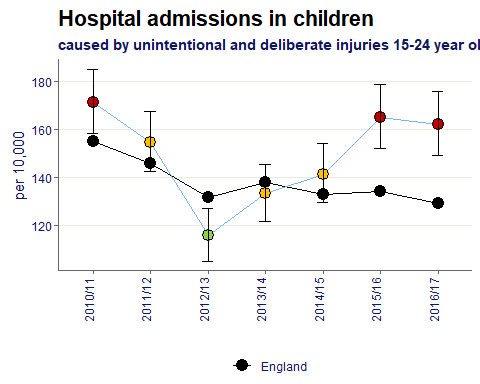 Hospital admissions in children
caused by unintentional and deliberate injuries 15-24 year ol
180
160
140
120
per 10,000
2010/11
2011/12
2012/13
2013/14
2014/15
2015/16
2016/17
England